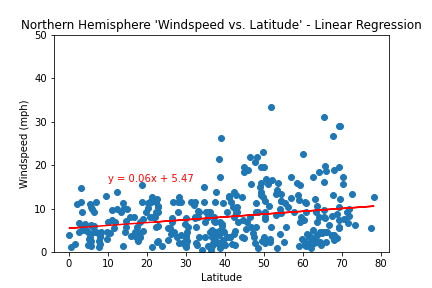 Northern Hemisphere 'Windspeed vs. Latitude' - Linear Regression
50
40
30
20
10
0
Windspeed (mph)
y = 0.06x + 5.47
0 10 20 30 40 50 60 70 80
Latitude